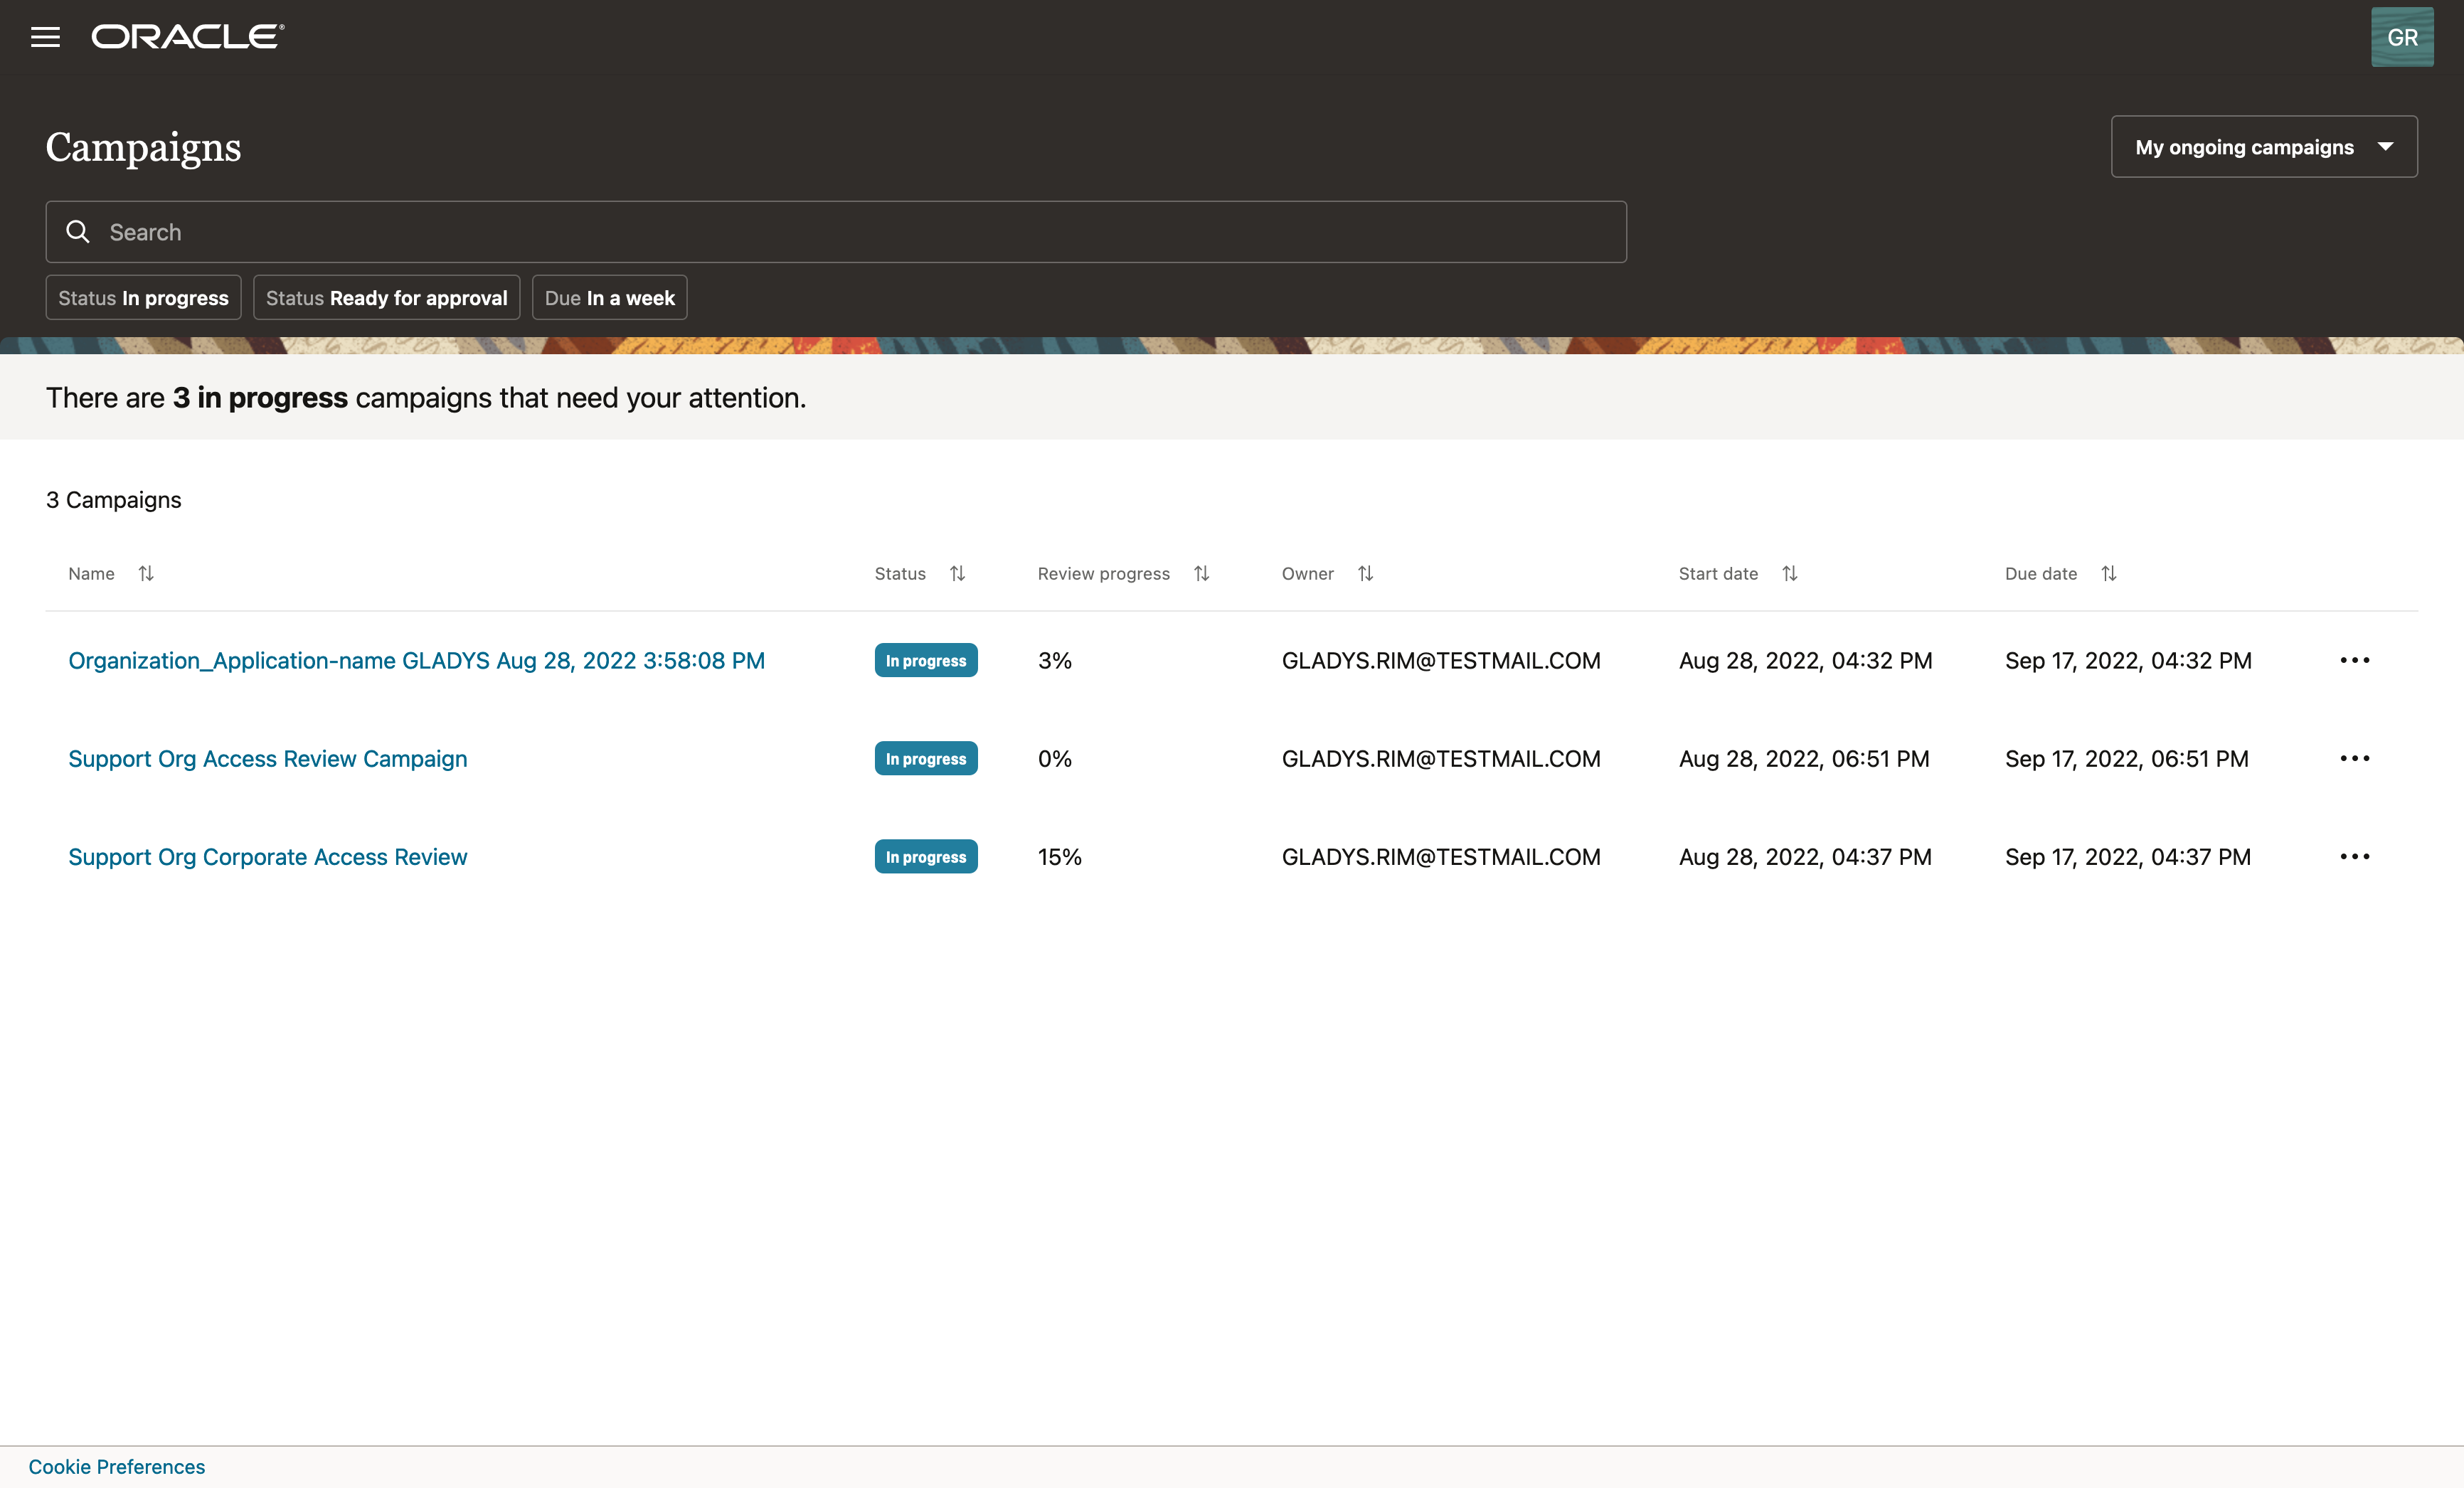 ORACLE®
GR
Campaigns
My ongoing campaigns
Search
Status In progress Status Ready for approval Due In a week
There are 3 in progress campaigns that need your attention.
3 Campaigns
Name Status Review progress Owner Start date Due date
Organization_Application-name GLADYS Aug 28, 2022 3:58:08 PM In progress 3% GLADYS.RIM@TESTMAIL.COM Aug 28, 2022, 04:32 PM Sep 17, 2022, 04:32 PM
Support Org Access Review Campaign In progress 0% GLADYS.RIM@TESTMAIL.COM Aug 28, 2022, 06:51 PM Sep 17, 2022, 06:51 PM
Support Org Corporate Access Review In progress 15% GLADYS.RIM@TESTMAIL.COM Aug 28, 2022, 04:37 PM Sep 17, 2022, 04:37 PM
Cookie Preferences